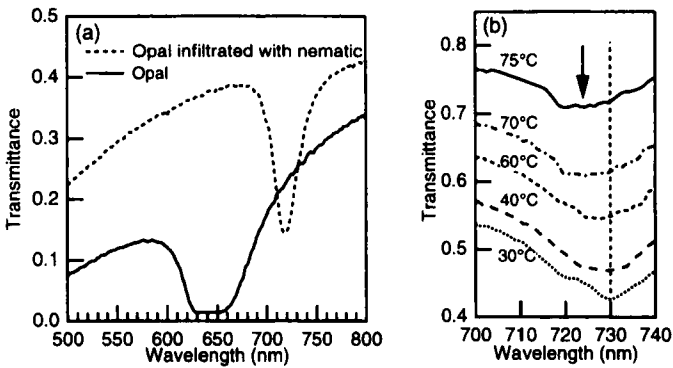 (a)
Opal infiltrated with nematic
Opal
Transmittance
0.5
0.4
0.3
0.2
0.1
0.0
500 550 600 650 700 750 800
Wavelength (nm)
(b)
75°C
70°C
60°C
40°C
30°C
Transmittance
0.8
0.7
0.6
0.5
0.4
700 710 720 730 740
Wavelength (nm)